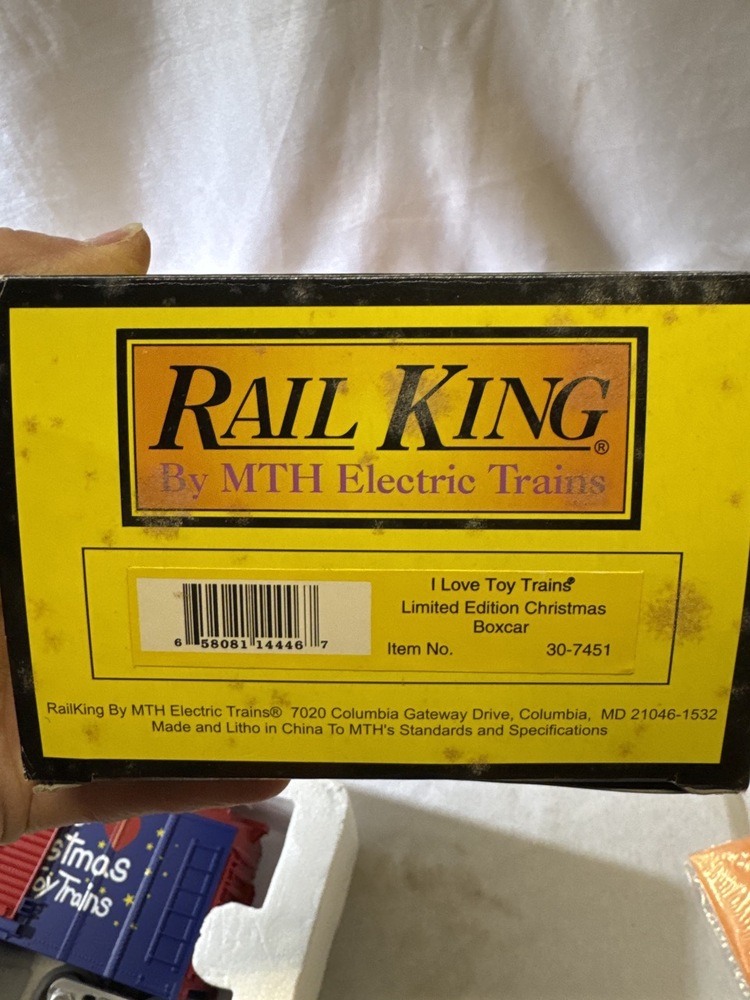 RAIL KING®
By MTH Electric Trains
I Love Toy Trains®
Limited Edition Christmas
Boxcar
6 58081 14446 7
Item No. 30-7451
RailKing By MTH Electric Trains® 7020 Columbia Gateway Drive, Columbia, MD 21046-1532
Made and Litho in China To MTH's Standards and Specifications
Trains